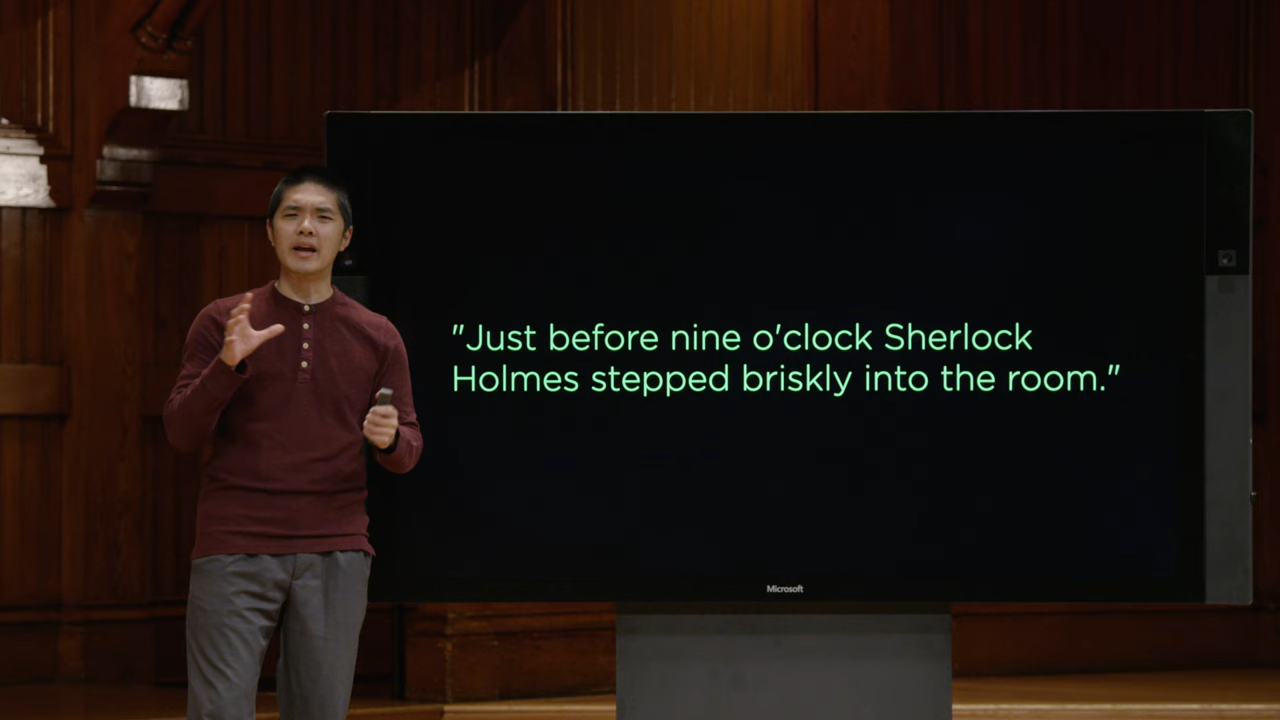 "Just before nine o'clock Sherlock
Holmes stepped briskly into the room."
Microsoft